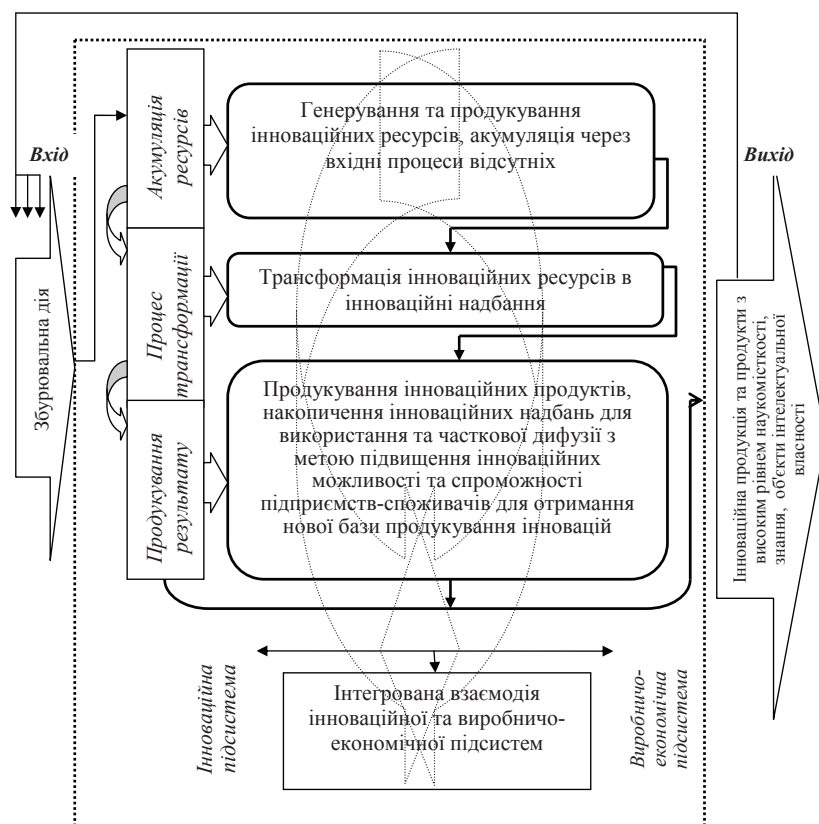 Вхід
Збурювальна дія
Акумуляція
ресурсів
Генерування та продукування
інноваційних ресурсів, акумуляція через
вхідні процеси відсутніх
Процес
трансформації
Трансформація інноваційних ресурсів в
інноваційні надбання
Продукування
результату
Продукування інноваційних продуктів,
накопичення інноваційних надбань для
використання та часткової дифузії з
метою підвищення інноваційних
можливості та спроможності
підприємств-споживачів для отримання
нової бази продукування інновацій
Вихід
Інноваційна продукція та продукти з
високим рівнем наукомісткості,
знання, об'єкти інтелектуальної
власності
Інноваційна
підсистема
Інтегрована взаємодія
інноваційної та виробничо-
економічної підсистем
Виробничо-
економічна
підсистема